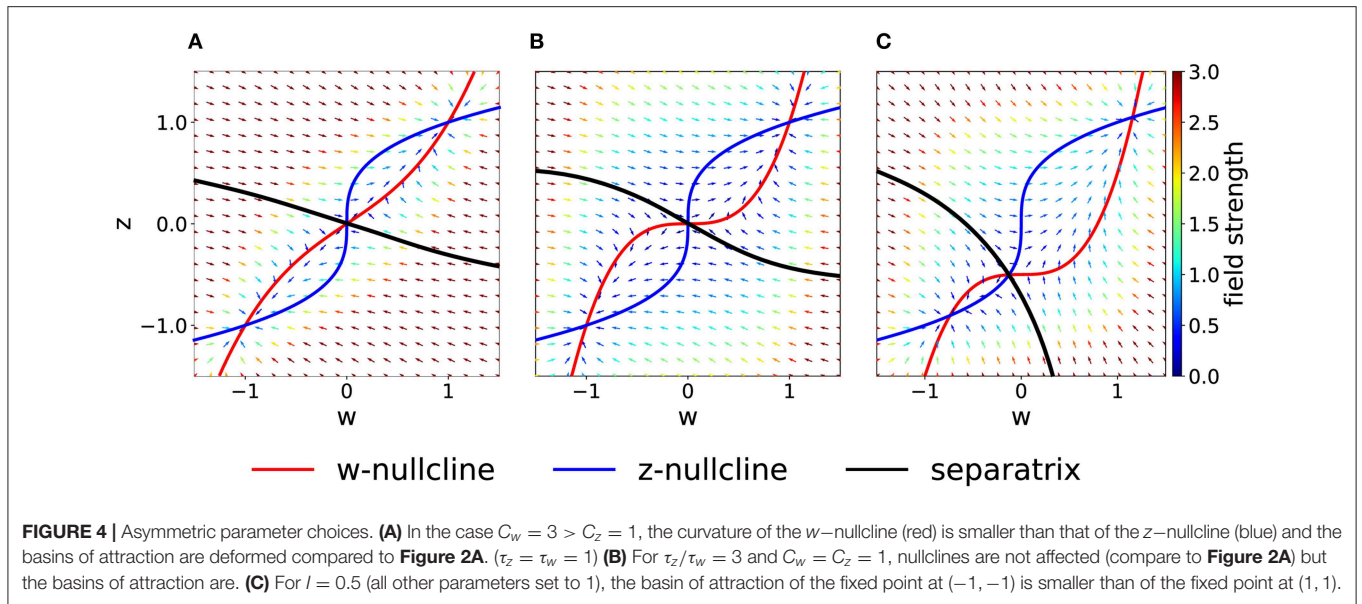 A
B
C
1.0
0.0
−1.0
z
−1
0
1
w
−1
0
1
w
−1
0
1
w
3.0
2.5
2.0
1.5
1.0
0.5
0.0
field strength
w-nullcline
z-nullcline
separatrix
FIGURE 4 | Asymmetric parameter choices. (A) In the case C_w = 3 > C_z = 1, the curvature of the w−nullcline (red) is smaller than that of the z−nullcline (blue) and the
basins of attraction are deformed compared to Figure 2A. (τ_z = τ_w = 1) (B) For τ_z/τ_w = 3 and C_w = C_z = 1, nullclines are not affected (compare to Figure 2A) but
the basins of attraction are. (C) For I = 0.5 (all other parameters set to 1), the basin of attraction of the fixed point at (−1, −1) is smaller than of the fixed point at (1, 1).